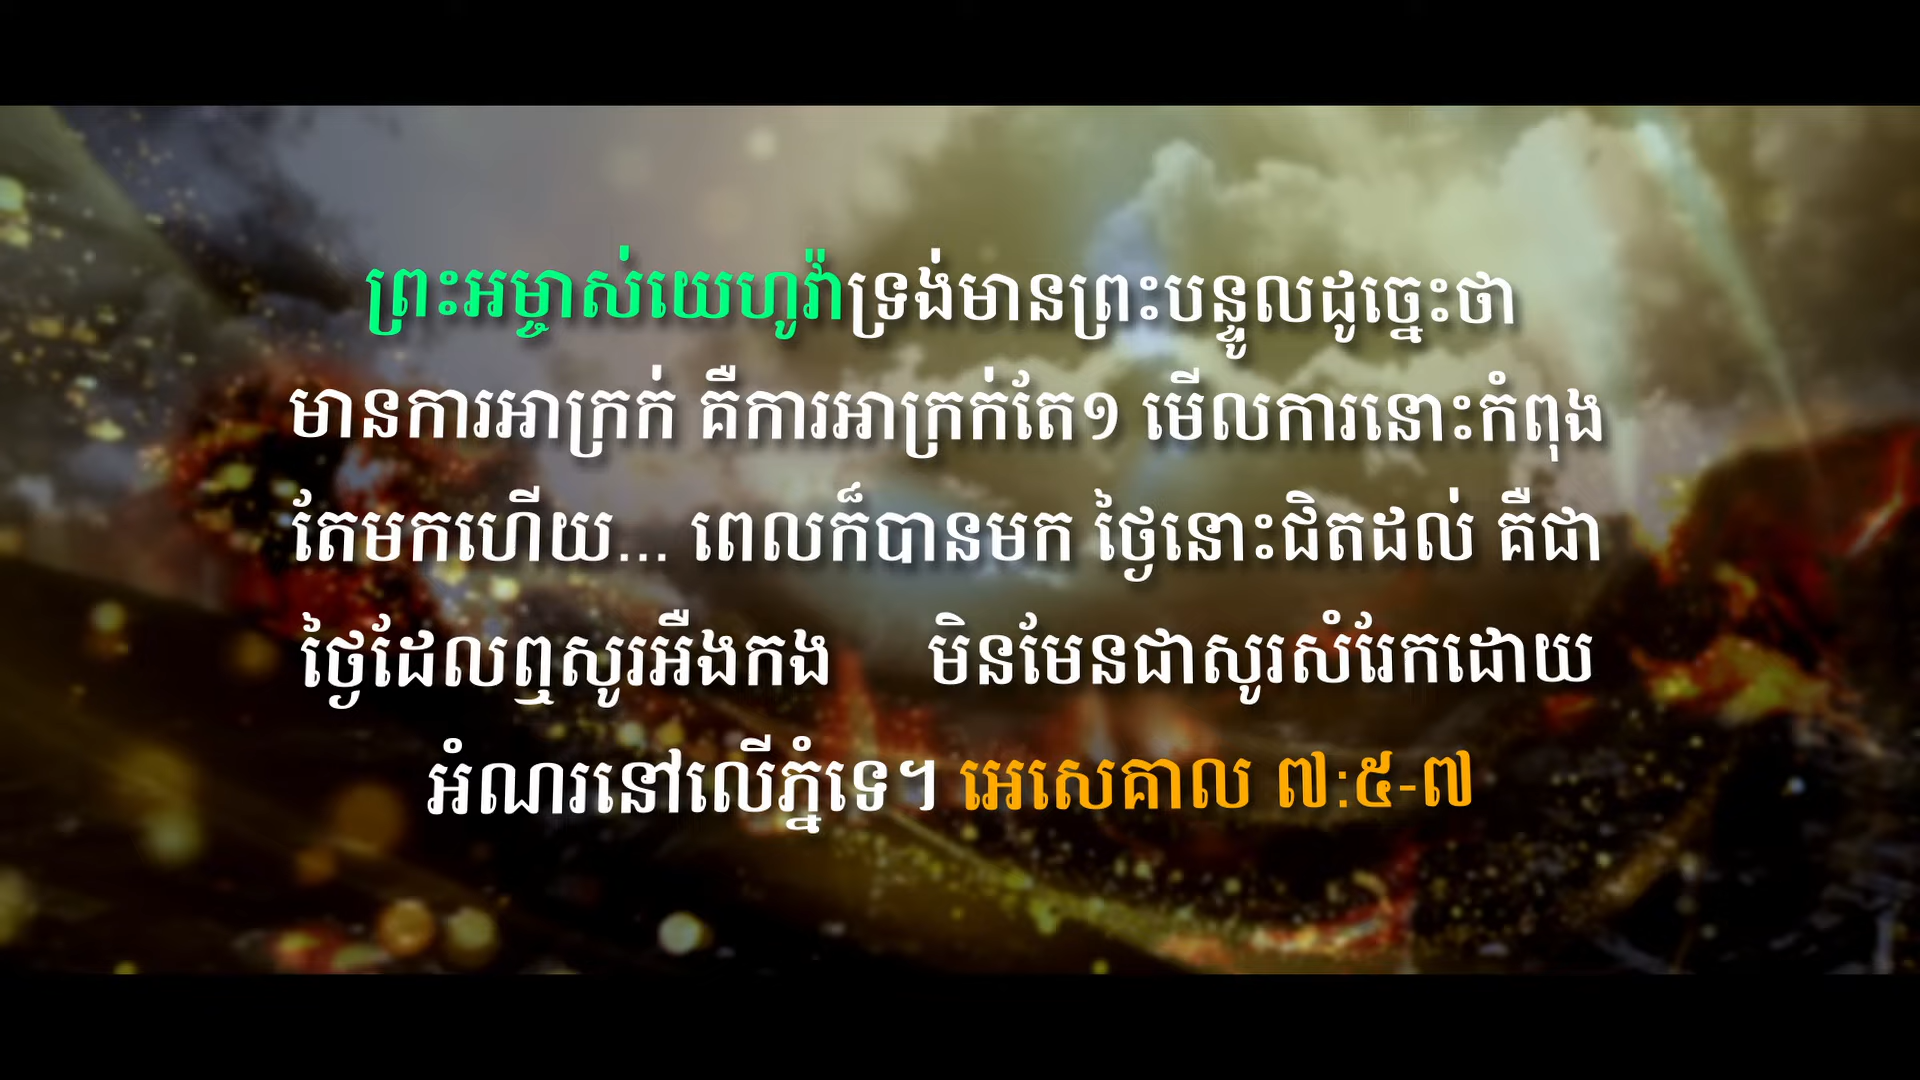 ព្រះអម្ចាស់យេហូវ៉ាទ្រង់មានព្រះបន្ទូលដូច្នេះថា
មានការអាក្រក់ គឺការអាក្រក់តែ១ មើលការនោះកំពុង
តែមកហើយ... ពេលក៏បានមក ថ្ងៃនោះជិតដល់ គឺជា
ថ្ងៃដែលឮសូរអឺងកង មិនមែនជាសូរសំរែកដោយ
អំណរនៅលើភ្នំទេ។ អេសេគាល ៧:៥-៧